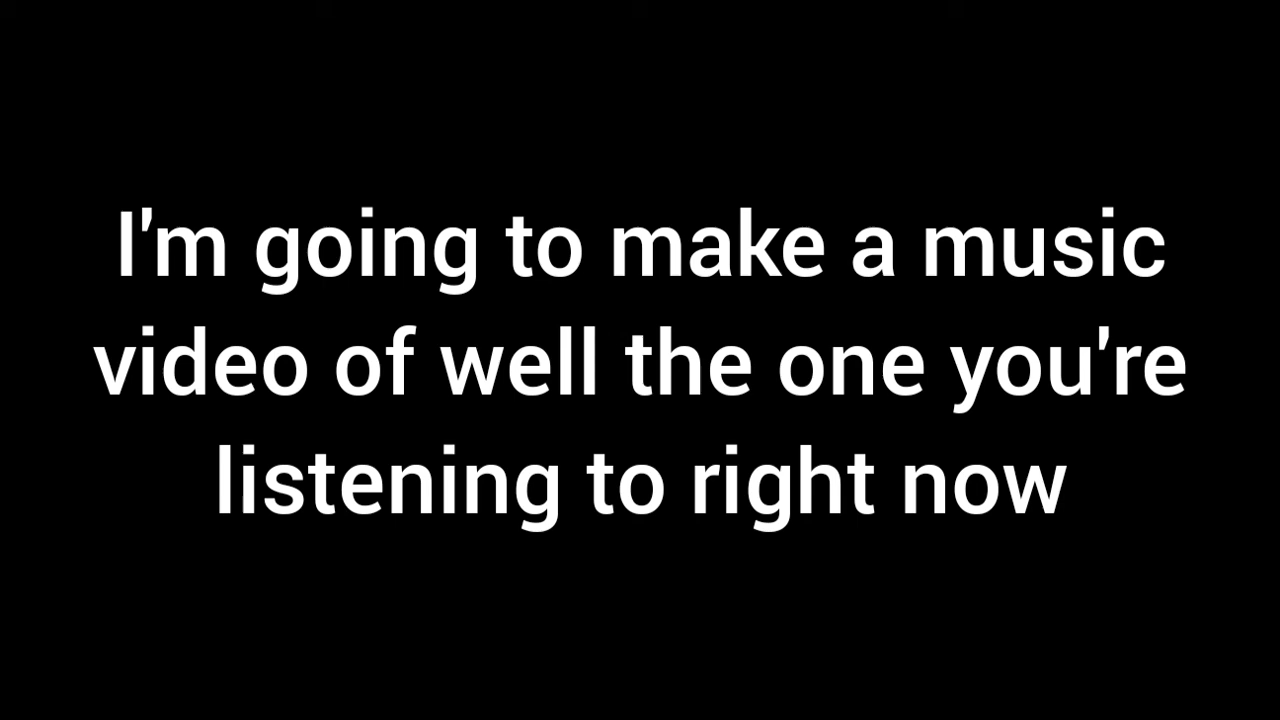 I'm going to make a music
video of well the one you're
listening to right now